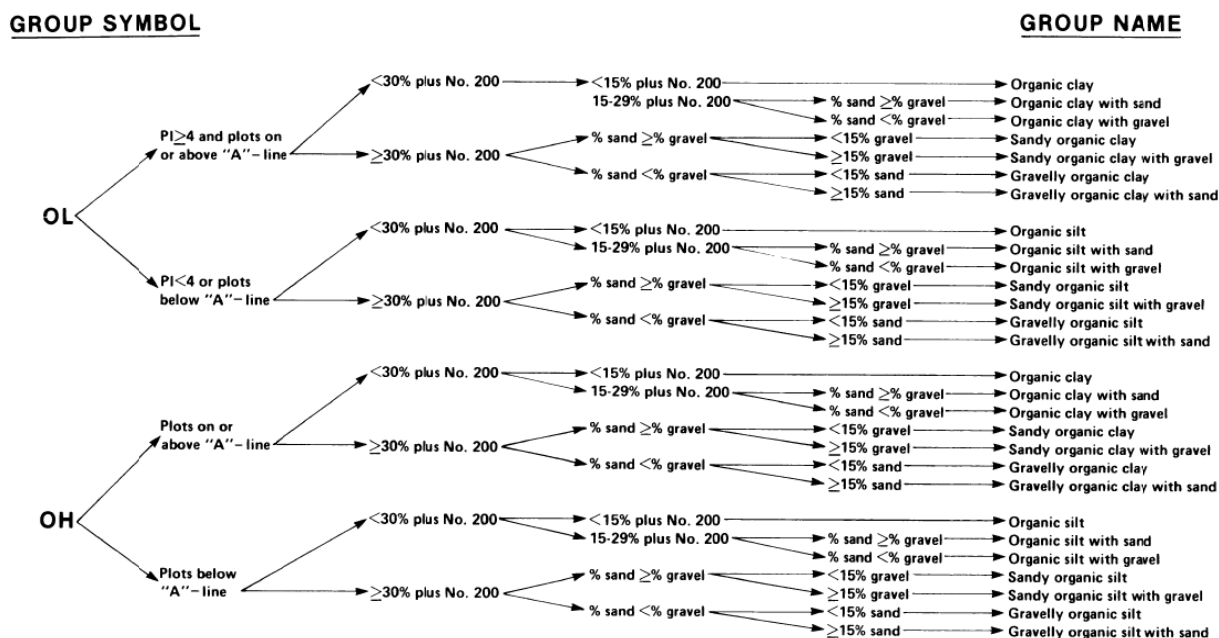 GROUP SYMBOL
GROUP NAME
<30% plus No. 200 <15% plus No. 200 Organic clay
15-29% plus No. 200 % sand ≥% gravel Organic clay with sand
% sand <% gravel Organic clay with gravel
PI≥4 and plots on
or above "A"-line
≥30% plus No. 200 % sand ≥% gravel <15% gravel Sandy organic clay
≥15% gravel Sandy organic clay with gravel
% sand <% gravel <15% sand Gravelly organic clay
≥15% sand Gravelly organic clay with sand
OL
<30% plus No. 200 <15% plus No. 200 Organic silt
15-29% plus No. 200 % sand ≥% gravel Organic silt with sand
% sand <% gravel Organic silt with gravel
PI<4 or plots
below "A"-line
≥30% plus No. 200 % sand ≥% gravel <15% gravel Sandy organic silt
≥15% gravel Sandy organic silt with gravel
% sand <% gravel <15% sand Gravelly organic silt
≥15% sand Gravelly organic silt with sand
<30% plus No. 200 <15% plus No. 200 Organic clay
15-29% plus No. 200 % sand ≥% gravel Organic clay with sand
% sand <% gravel Organic clay with gravel
Plots on or
above "A"-line
≥30% plus No. 200 % sand ≥% gravel <15% gravel Sandy organic clay
≥15% gravel Sandy organic clay with gravel
% sand <% gravel <15% sand Gravelly organic clay
≥15% sand Gravelly organic clay with sand
OH
<30% plus No. 200 <15% plus No. 200 Organic silt
15-29% plus No. 200 % sand ≥% gravel Organic silt with sand
% sand <% gravel Organic silt with gravel
Plots below
"A"-line
≥30% plus No. 200 % sand ≥% gravel <15% gravel Sandy organic silt
≥15% gravel Sandy organic silt with gravel
% sand <% gravel <15% sand Gravelly organic silt
≥15% sand Gravelly organic silt with sand